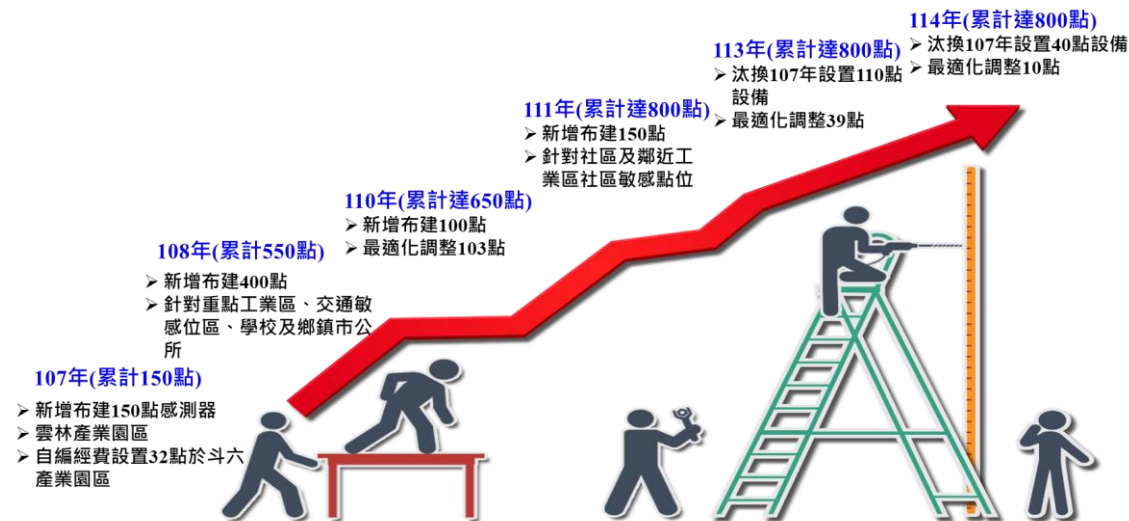 107年(累計150點)
➢ 新增布建150點感測器
➢ 雲林產業園區
➢ 自編經費設置32點於斗六
產業園區
108年(累計550點)
➢ 新增布建400點
➢ 針對重點工業區、交通敏
感位區、學校及鄉鎮市公
所
110年(累計達650點)
➢ 新增布建100點
➢ 最適化調整103點
111年(累計達800點)
➢ 新增布建150點
➢ 針對社區及鄰近工
業區社區敏感點位
113年(累計達800點)
➢ 汰換107年設置110點
設備
➢ 最適化調整39點
114年(累計達800點)
➢ 汰換107年設置40點設備
➢ 最適化調整10點